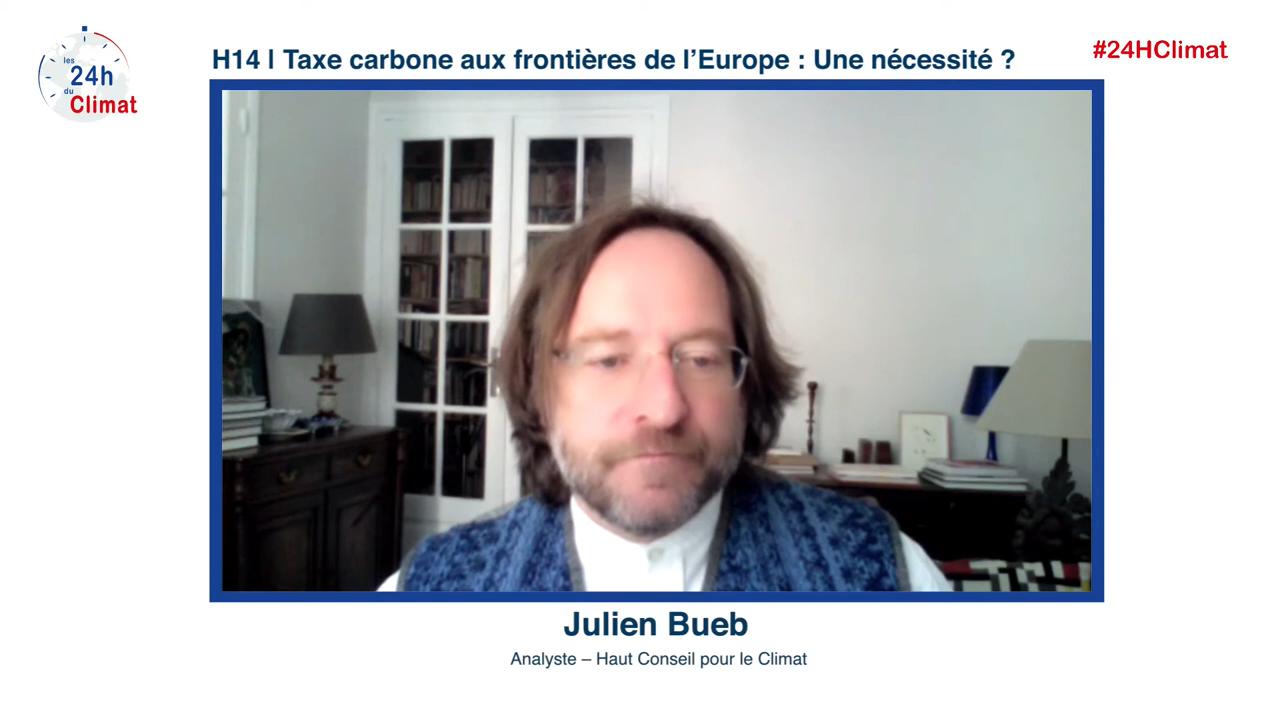 les
24h
du
Climat
H14 | Taxe carbone aux frontières de l’Europe : Une nécessité ?
#24HClimat
Julien Bueb
Analyste – Haut Conseil pour le Climat